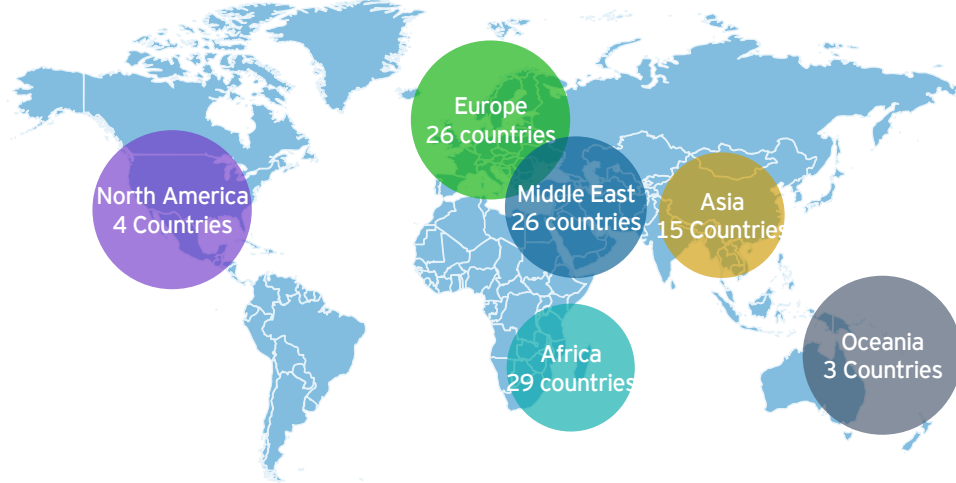 Europe
26 countries
North America
4 Countries
Middle East
26 countries
Asia
15 Countries
Oceania
3 Countries
Africa
29 countries